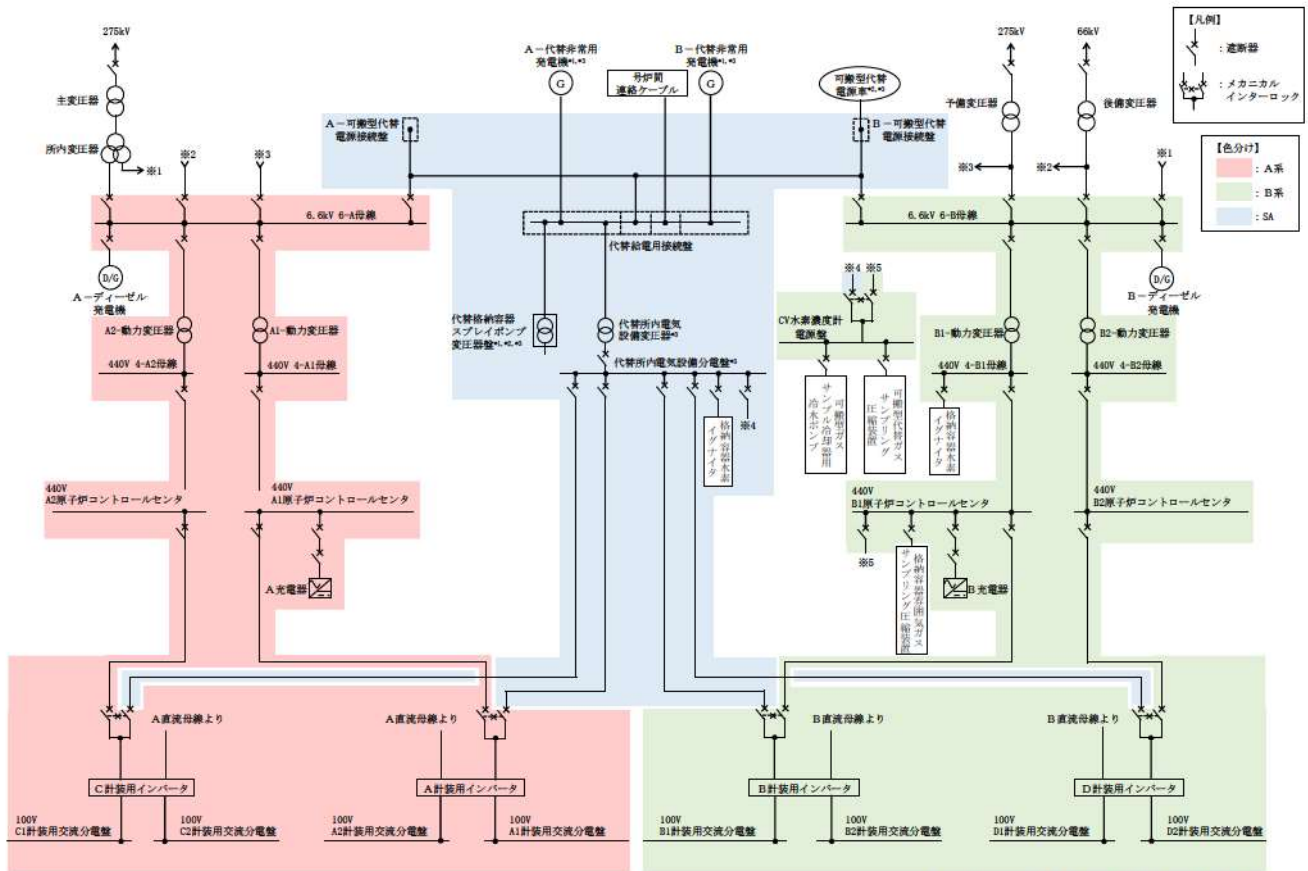 275kV
主変圧器
所内変圧器
※1
※2
※3
A－代替非常用
発電機*1,*3
G
号炉間
連絡ケーブル
B－代替非常用
発電機*1,*3
G
可搬型代替
電源車*2,*3
A－可搬型代替
電源接続盤
B－可搬型代替
電源接続盤
275kV
66kV
予備変圧器
後備変圧器
※3
※2
※1
【凡例】
：遮断器
：メカニカル
インターロック
【色分け】
：A系
：B系
：SA
6.6kV 6-A母線
代替給電用接続盤
6.6kV 6-B母線
D/G
A－ディーゼル
発電機
D/G
B－ディーゼル
発電機
A2-動力変圧器
A1-動力変圧器
440V 4-A2母線
440V 4-A1母線
代替格納容器
スプレイポンプ
変圧器盤*1,*2,*3
代替所内電気
設備変圧器*3
代替所内電気設備分電盤*3
格納容器水素
イグナイタ
※4
※4
※5
CV水素濃度計
電源盤
可搬型ガス
サンプル冷却器用
冷水ポンプ
可搬型代替ガス
サンプリング
圧縮装置
B1-動力変圧器
B2-動力変圧器
440V 4-B1母線
440V 4-B2母線
格納容器水素
イグナイタ
440V
A2原子炉コントロールセンタ
440V
A1原子炉コントロールセンタ
A充電器
440V
B1原子炉コントロールセンタ
440V
B2原子炉コントロールセンタ
※5
格納容器雰囲気ガス
サンプリング圧縮装置
B充電器
A直流母線より
A直流母線より
B直流母線より
B直流母線より
C計装用インバータ
A計装用インバータ
B計装用インバータ
D計装用インバータ
100V
C1計装用交流分電盤
100V
C2計装用交流分電盤
100V
A2計装用交流分電盤
100V
A1計装用交流分電盤
100V
B1計装用交流分電盤
100V
B2計装用交流分電盤
100V
D1計装用交流分電盤
100V
D2計装用交流分電盤